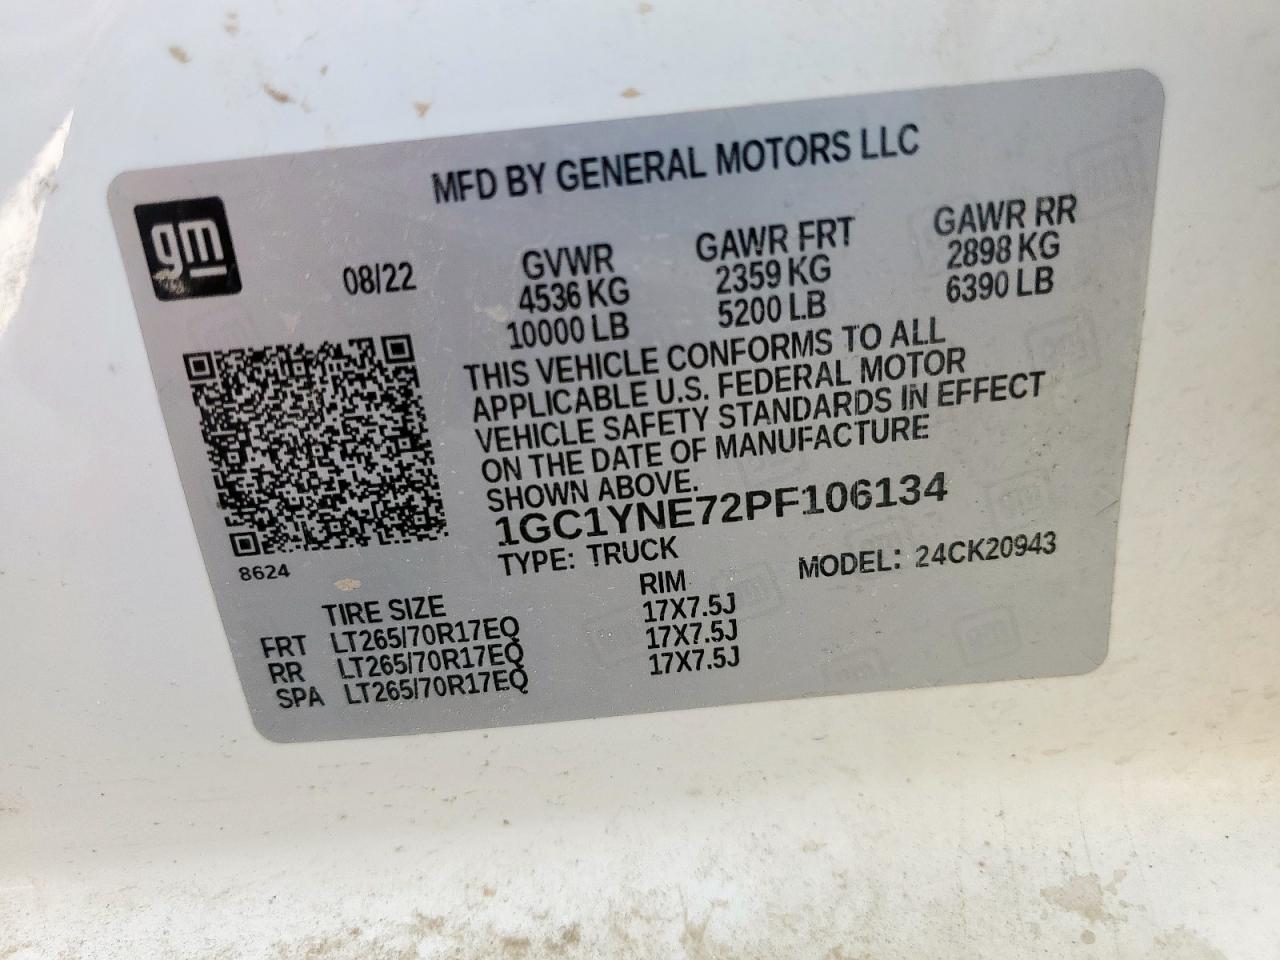 MFD BY GENERAL MOTORS LLC
gm
08/22
GVWR
4536 KG
10000 LB
GAWR FRT
2359 KG
5200 LB
GAWR RR
2898 KG
6390 LB
THIS VEHICLE CONFORMS TO ALL
APPLICABLE U.S. FEDERAL MOTOR
VEHICLE SAFETY STANDARDS IN EFFECT
ON THE DATE OF MANUFACTURE
SHOWN ABOVE.
1GC1YNE72PF106134
8624
TYPE: TRUCK
MODEL: 24CK20943
TIRE SIZE RIM
FRT LT265/70R17EQ 17X7.5J
RR LT265/70R17EQ 17X7.5J
SPA LT265/70R17EQ 17X7.5J